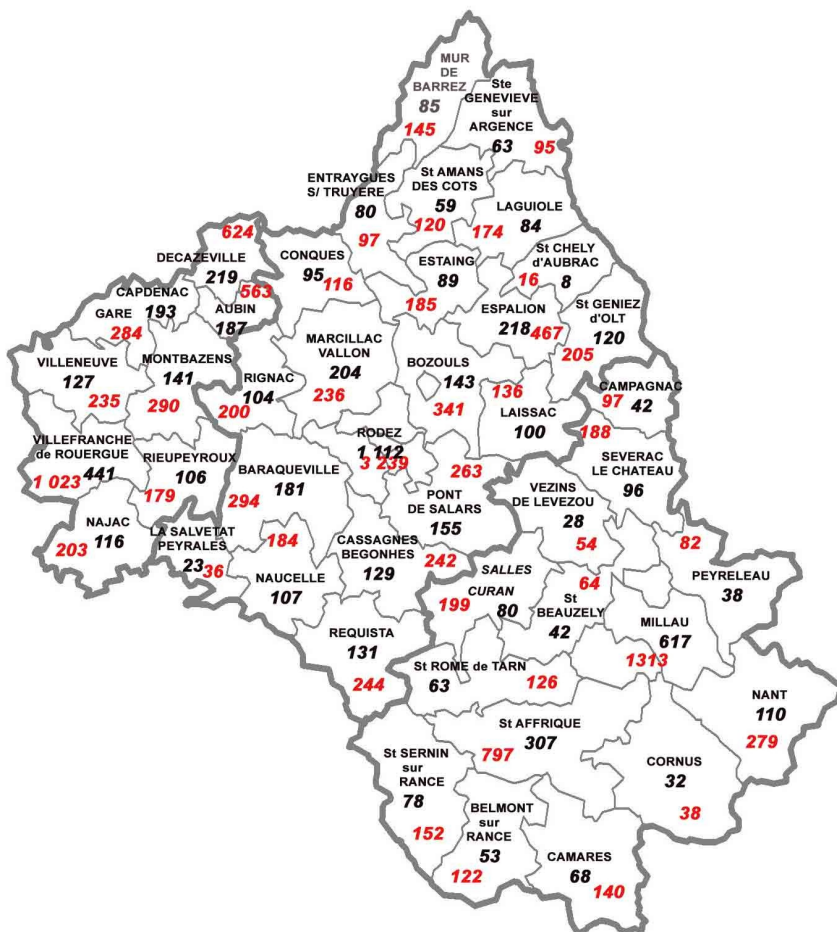 MUR
DE
BARREZ
85
145
Ste
GENEVIEVE
sur
ARGENCE
63
95
ENTRAYGUES
S/ TRUYERE
80
97
St AMANS
DES COTS
59
120
LAGUIOLE
84
174
624
DECAZEVILLE
219
CONQUES
95
116
ESTAING
89
185
St CHELY
d'AUBRAC
8
16
CAPDENAC
193
GARE
284
563
AUBIN
187
ESPALION
218
467
St GENIEZ
d'OLT
120
205
VILLENEUVE
127
235
MONTBAZENS
141
290
RIGNAC
104
200
MARCILLAC
VALLON
204
236
BOZOULS
143
341
136
LAISSAC
100
CAMPAGNAC
97
42
VILLEFRANCHE
de ROUERGUE
441
1 023
RIEUPEYROUX
106
179
BARAQUEVILLE
181
294
RODEZ
1 112
3 239
263
PONT
DE SALARS
155
188
SEVERAC
LE CHATEAU
96
VEZINS
DE LEVEZOU
28
54
NAJAC
116
203
LA SALVETAT
PEYRALES
23
36
184
NAUCELLE
107
CASSAGNES
BEGONHES
129
242
SALLES
CURAN
80
199
64
St
BEAUZELY
42
82
PEYRELEAU
38
MILLAU
617
1313
REQUISTA
131
244
St ROME de TARN
63
126
NANT
110
279
St AFFRIQUE
307
797
St SERNIN
sur
RANCE
78
152
CORNUS
32
38
BELMONT
sur
RANCE
53
122
CAMARES
68
140